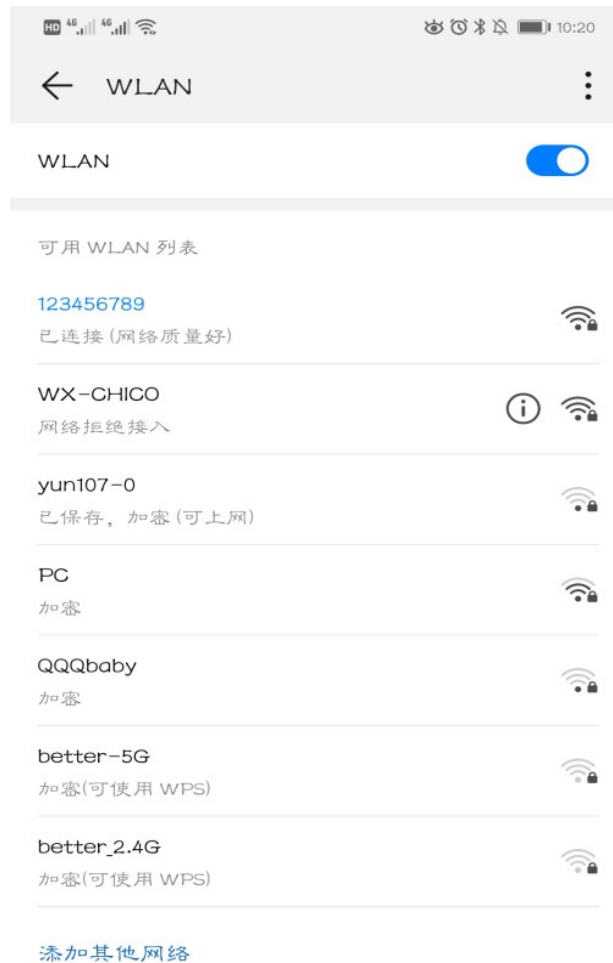 HD 4G 4G 10:20
WLAN
WLAN
可用 WLAN 列表
123456789
已连接 (网络质量好)
WX-CHICO
网络拒绝接入
yun107-0
已保存，加密 (可上网)
PC
加密
QQQbaby
加密
better-5G
加密(可使用 WPS)
better_2.4G
加密(可使用 WPS)
添加其他网络